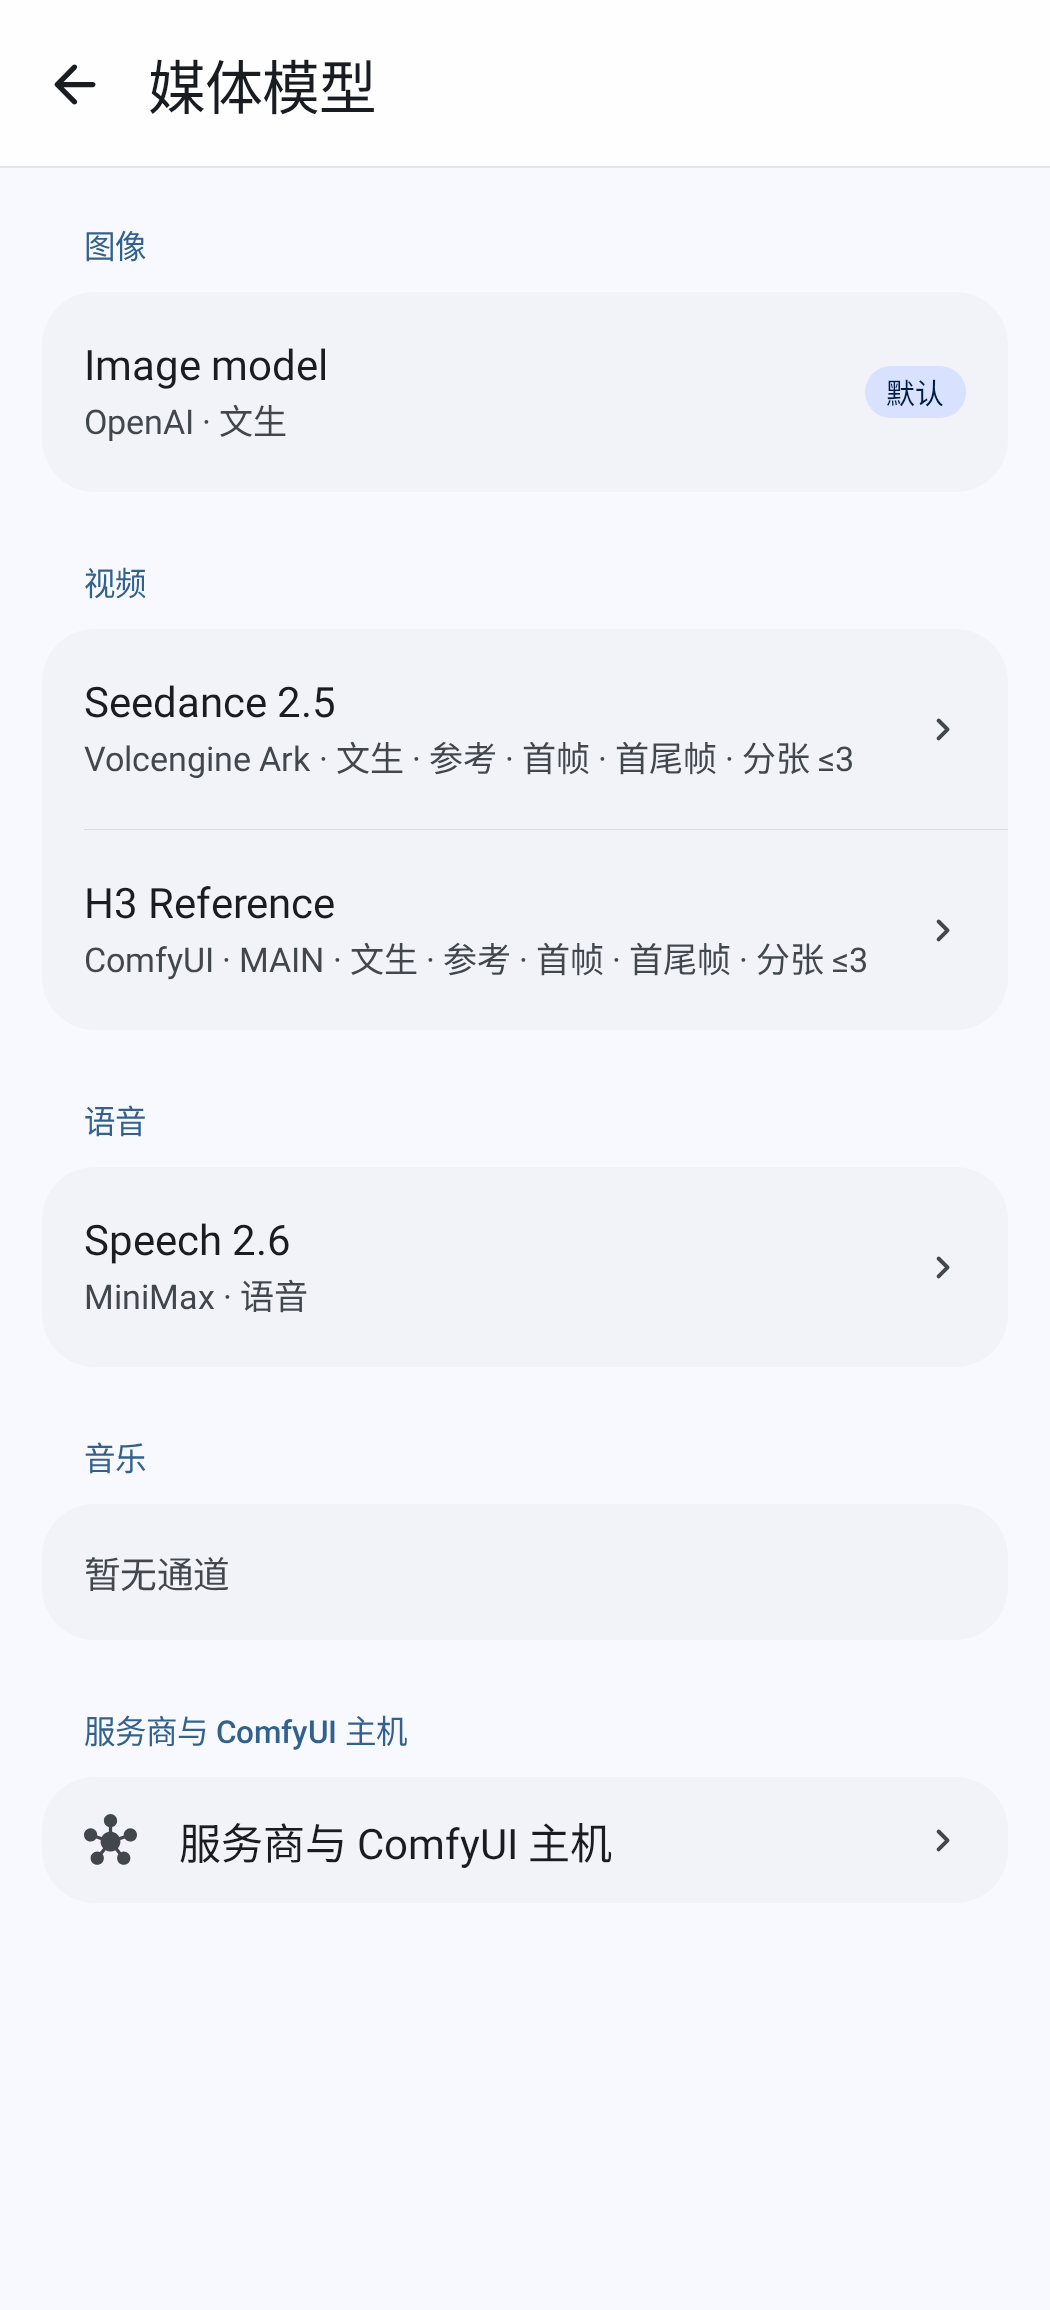 媒体模型
图像
Image model
OpenAI · 文生
默认
视频
Seedance 2.5
Volcengine Ark · 文生 · 参考 · 首帧 · 首尾帧 · 分张 ≤3
H3 Reference
ComfyUI · MAIN · 文生 · 参考 · 首帧 · 首尾帧 · 分张 ≤3
语音
Speech 2.6
MiniMax · 语音
音乐
暂无通道
服务商与 ComfyUI 主机
服务商与 ComfyUI 主机